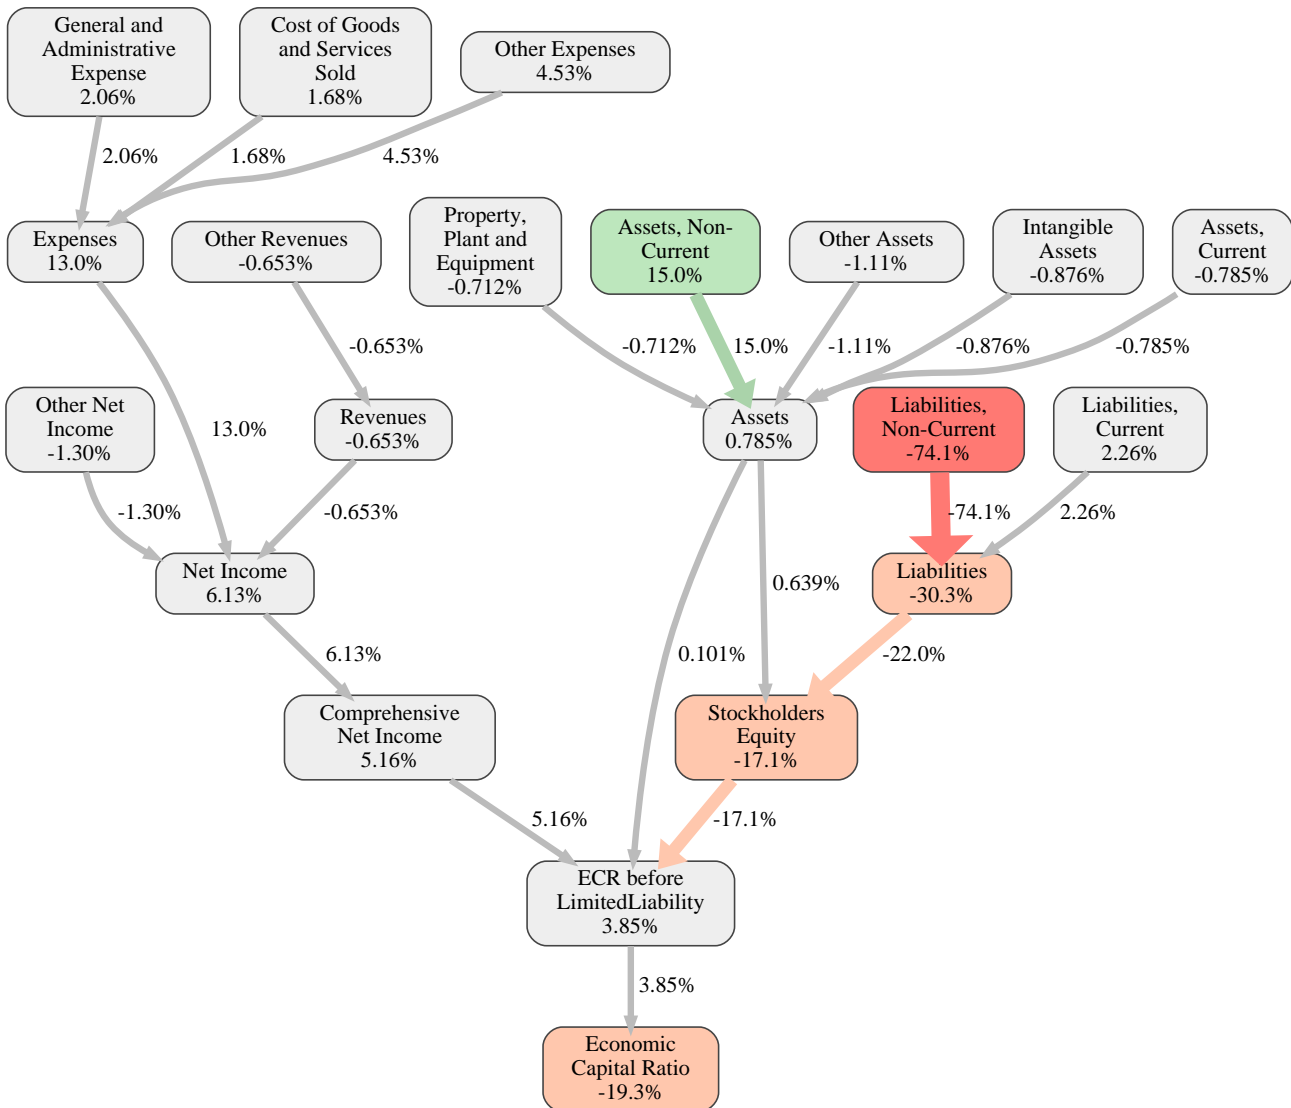 General and
Administrative
Expense
2.06%
Cost of Goods
and Services
Sold
1.68%
Other Expenses
4.53%
2.06%
1.68%
4.53%
Expenses
13.0%
Other Revenues
-0.653%
Property,
Plant and
Equipment
-0.712%
Assets, Non-
Current
15.0%
Other Assets
-1.11%
Intangible
Assets
-0.876%
Assets,
Current
-0.785%
-0.653%
-0.712%
15.0%
-1.11%
-0.876%
-0.785%
Other Net
Income
-1.30%
13.0%
Revenues
-0.653%
Assets
0.785%
Liabilities,
Non-Current
-74.1%
Liabilities,
Current
2.26%
-1.30%
-0.653%
-74.1%
2.26%
Net Income
6.13%
0.639%
Liabilities
-30.3%
6.13%
0.101%
-22.0%
Comprehensive
Net Income
5.16%
Stockholders
Equity
-17.1%
5.16%
-17.1%
ECR before
LimitedLiability
3.85%
3.85%
Economic
Capital Ratio
-19.3%